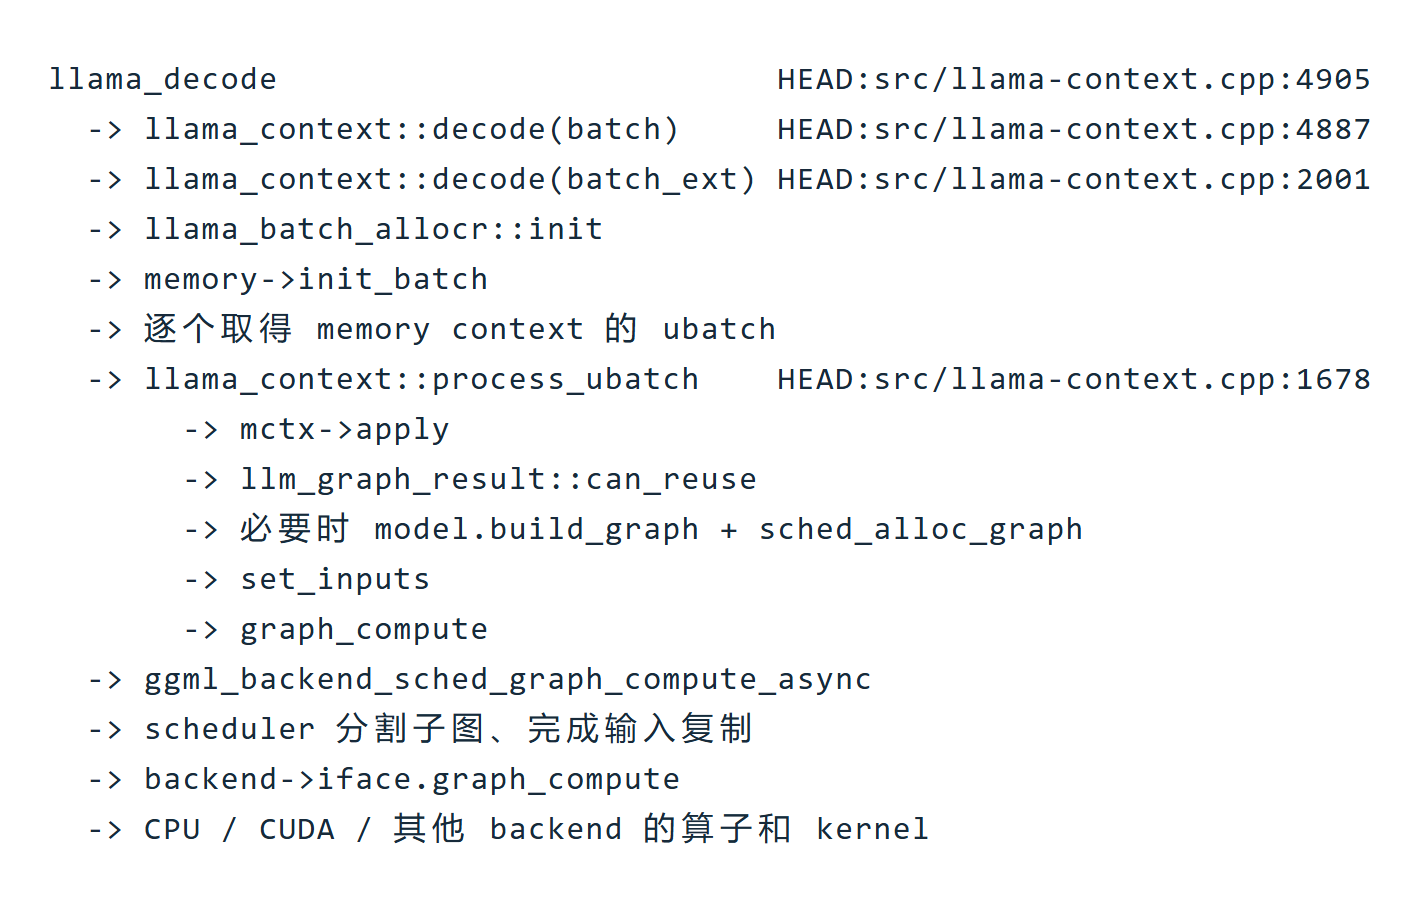 llama_decode                          HEAD:src/llama-context.cpp:4905
  -> llama_context::decode(batch)     HEAD:src/llama-context.cpp:4887
  -> llama_context::decode(batch_ext) HEAD:src/llama-context.cpp:2001
  -> llama_batch_allocr::init
  -> memory->init_batch
  -> 逐个取得 memory context 的 ubatch
  -> llama_context::process_ubatch    HEAD:src/llama-context.cpp:1678
       -> mctx->apply
       -> llm_graph_result::can_reuse
       -> 必要时 model.build_graph + sched_alloc_graph
       -> set_inputs
       -> graph_compute
  -> ggml_backend_sched_graph_compute_async
  -> scheduler 分割子图、完成输入复制
  -> backend->iface.graph_compute
  -> CPU / CUDA / 其他 backend 的算子和 kernel